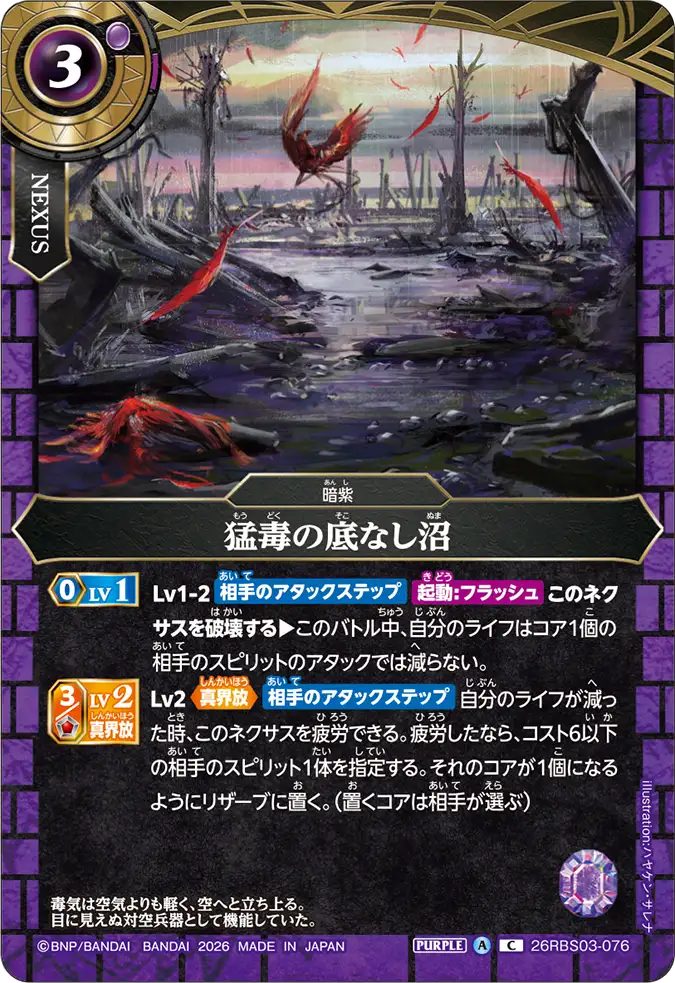 3
NEXUS
暗紫
あんし
猛毒の底なし沼
もうどく そこ ぬま
0 LV1
Lv1-2 相手のアタックステップ 起動:フラッシュ このネク
サスを破壊する▶このバトル中、自分のライフはコア1個の
相手のスピリットのアタックでは減らない。
3 LV2 真界放
Lv2 真界放 相手のアタックステップ 自分のライフが減っ
た時、このネクサスを疲労できる。疲労したなら、コスト6以下
の相手のスピリット1体を指定する。それのコアが1個になる
ようにリザーブに置く。(置くコアは相手が選ぶ)
illustration:ハヤケン・サレナ
毒気は空気よりも軽く、空へと立ち上る。
目に見えぬ対空兵器として機能していた。
©BNP/BANDAI BANDAI 2026 MADE IN JAPAN PURPLE A C 26RBS03-076